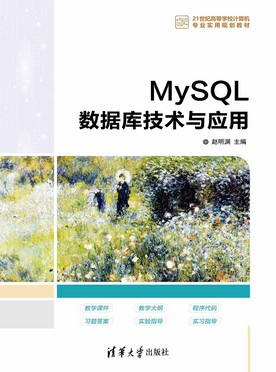 21世纪高等学校计算机
专业实用规划教材
MySQL
数据库技术与应用
赵明渊 主编
教学课件 教学大纲 程序代码
习题答案 实验指导 实习指导
清华大学出版社